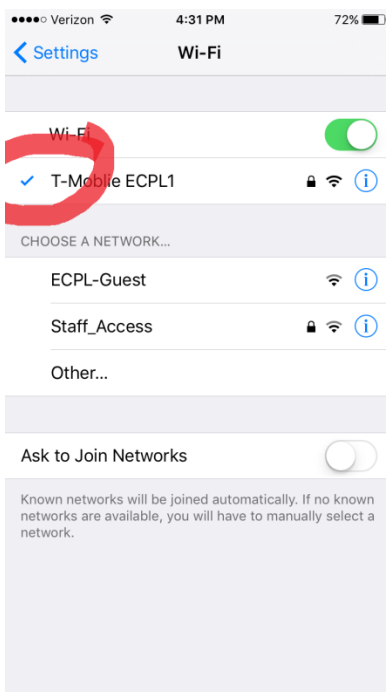 Verizon 4:31 PM 72%
Settings Wi-Fi
Wi-Fi
T-Moblie ECPL1
CHOOSE A NETWORK...
ECPL-Guest
Staff_Access
Other...
Ask to Join Networks
Known networks will be joined automatically. If no known
networks are available, you will have to manually select a
network.